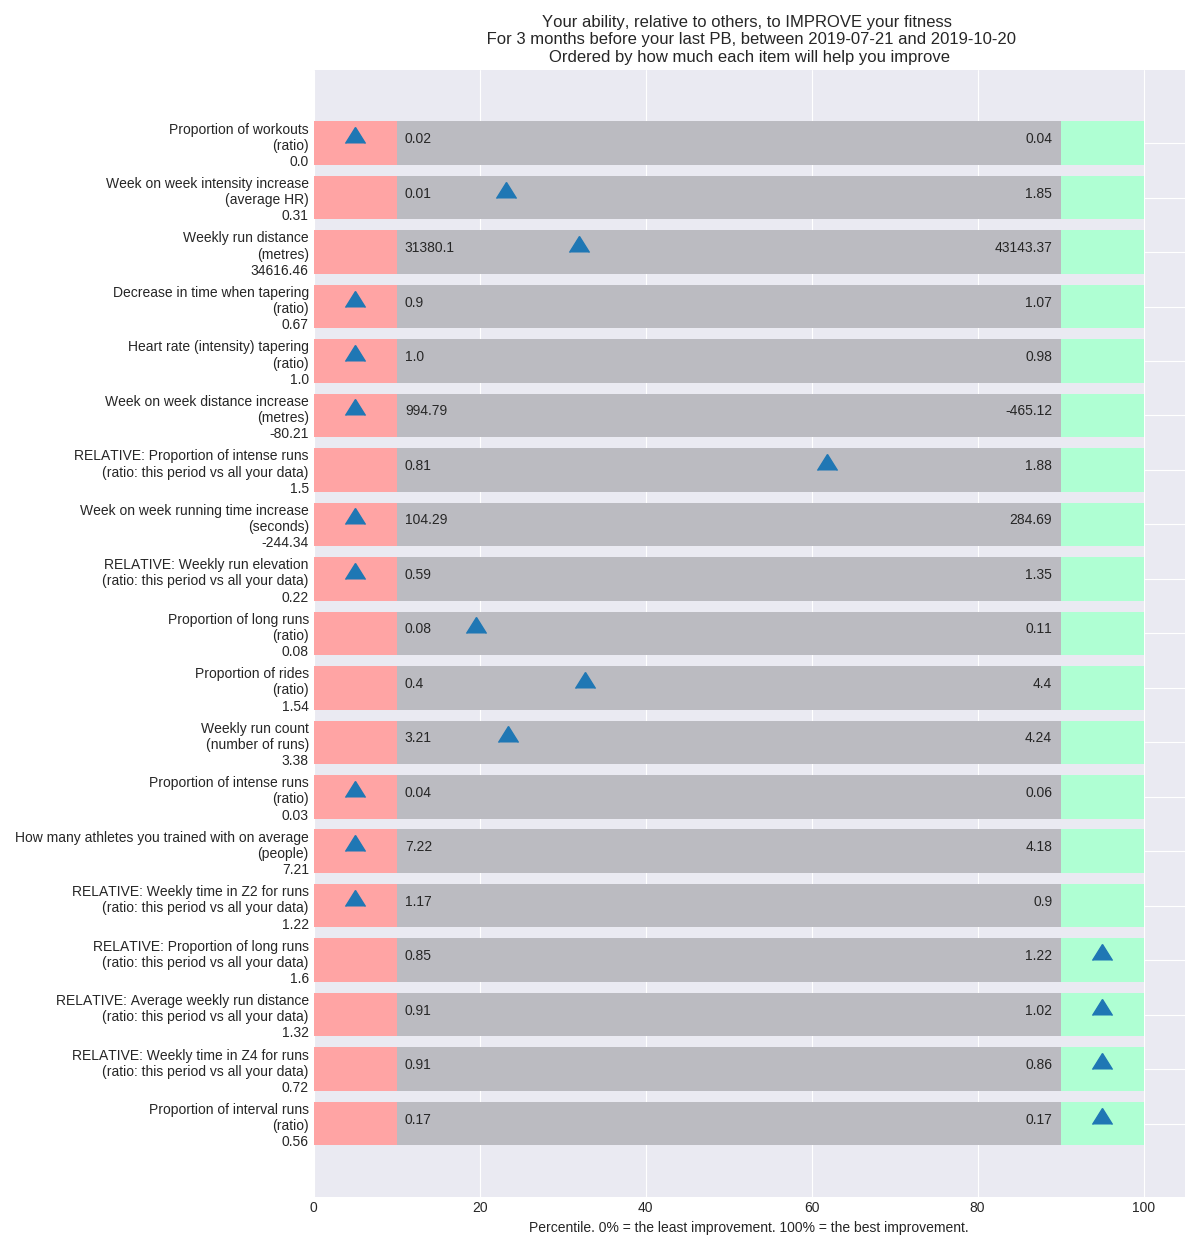 Your ability, relative to others, to IMPROVE your fitness
For 3 months before your last PB, between 2019-07-21 and 2019-10-20
Ordered by how much each item will help you improve
Proportion of workouts
(ratio)
0.0
0.02
0.04
Week on week intensity increase
(average HR)
0.31
0.01
1.85
Weekly run distance
(metres)
34616.46
31380.1
43143.37
Decrease in time when tapering
(ratio)
0.67
0.9
1.07
Heart rate (intensity) tapering
(ratio)
1.0
1.0
0.98
Week on week distance increase
(metres)
-80.21
994.79
-465.12
RELATIVE: Proportion of intense runs
(ratio: this period vs all your data)
1.5
0.81
1.88
Week on week running time increase
(seconds)
-244.34
104.29
284.69
RELATIVE: Weekly run elevation
(ratio: this period vs all your data)
0.22
0.59
1.35
Proportion of long runs
(ratio)
0.08
0.08
0.11
Proportion of rides
(ratio)
1.54
0.4
4.4
Weekly run count
(number of runs)
3.38
3.21
4.24
Proportion of intense runs
(ratio)
0.03
0.04
0.06
How many athletes you trained with on average
(people)
7.21
7.22
4.18
RELATIVE: Weekly time in Z2 for runs
(ratio: this period vs all your data)
1.22
1.17
0.9
RELATIVE: Proportion of long runs
(ratio: this period vs all your data)
1.6
0.85
1.22
RELATIVE: Average weekly run distance
(ratio: this period vs all your data)
1.32
0.91
1.02
RELATIVE: Weekly time in Z4 for runs
(ratio: this period vs all your data)
0.72
0.91
0.86
Proportion of interval runs
(ratio)
0.56
0.17
0.17
0 20 40 60 80 100
Percentile. 0% = the least improvement. 100% = the best improvement.